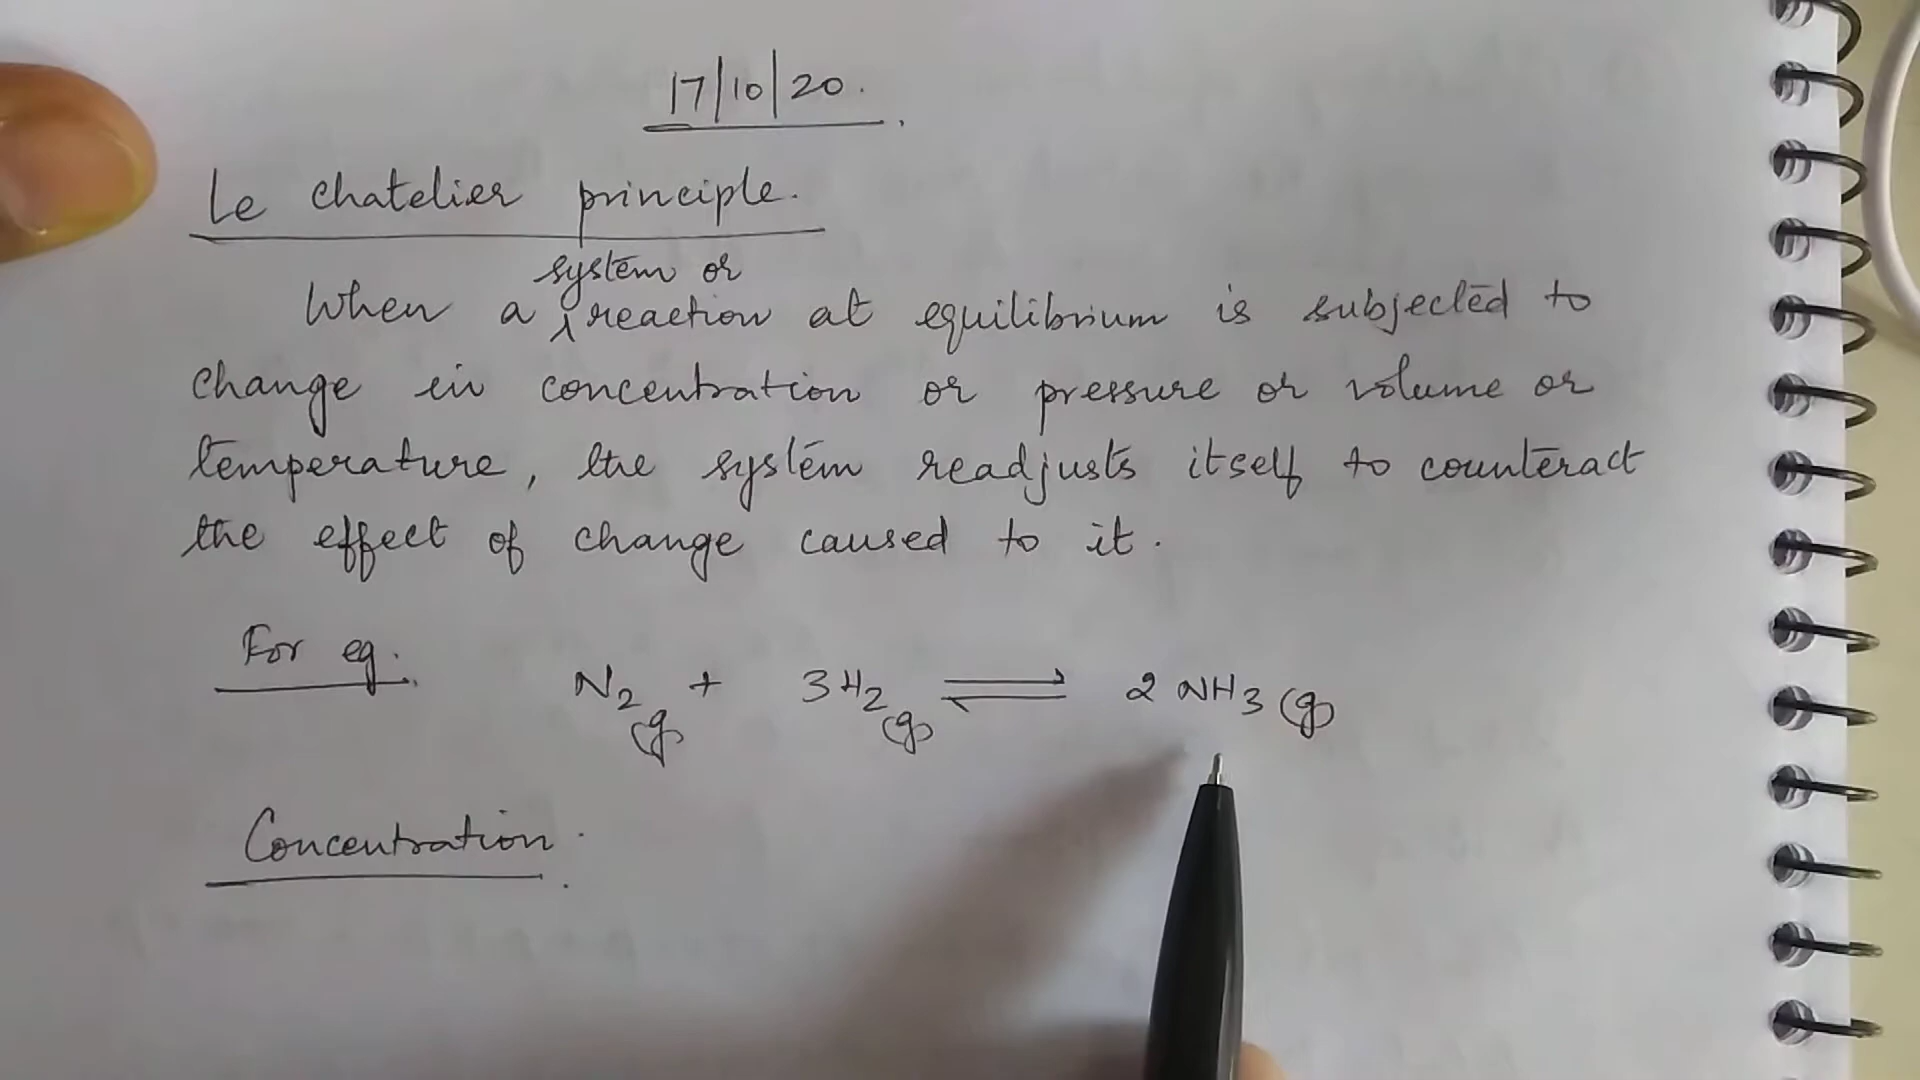 17/10/20.
Le chatelier principle.
system or
When a ⁁ reaction at equilibrium is subjected to
change in concentration or pressure or volume or
temperature, the system readjusts itself to counteract
the effect of change caused to it.
For eg. N2(g) + 3H2(g) ⇌ 2NH3(g)
Concentration.